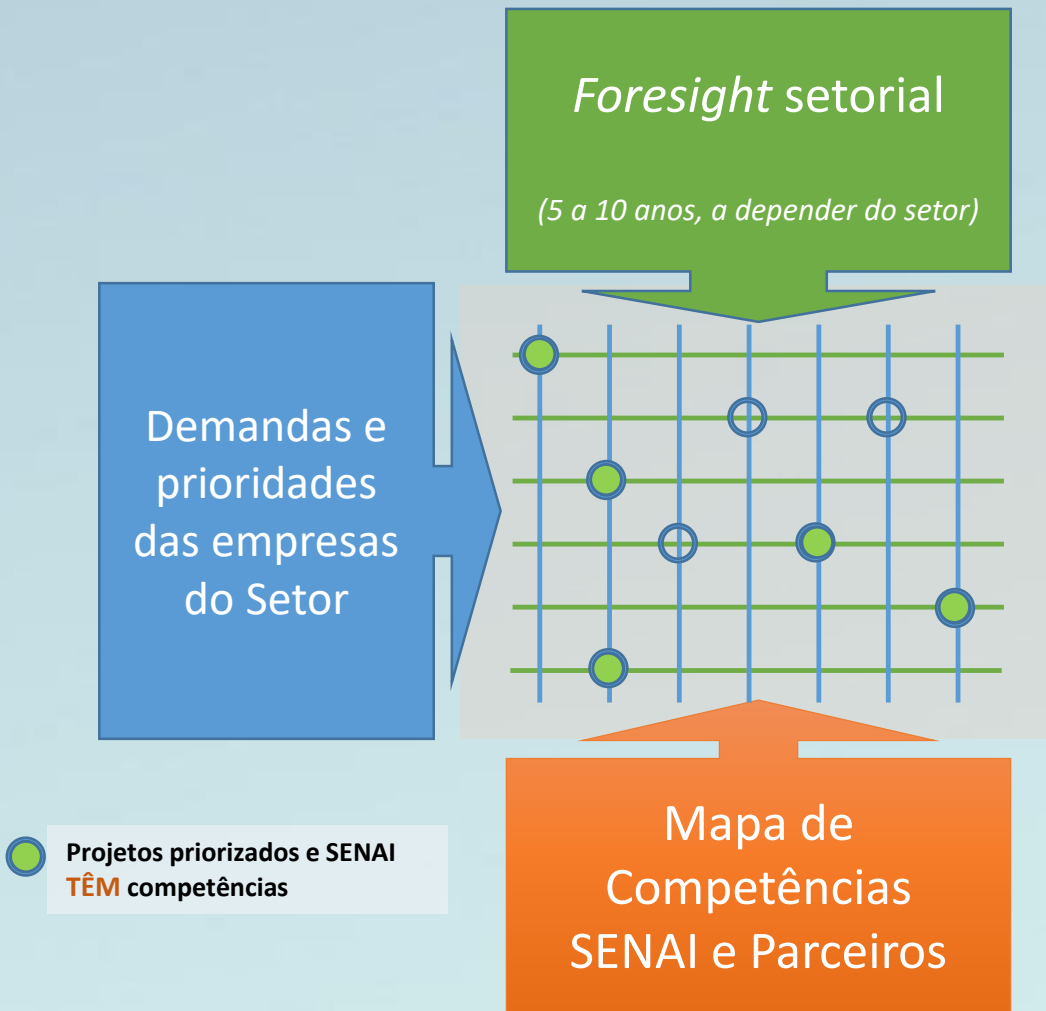 Foresight setorial
(5 a 10 anos, a depender do setor)
Demandas e
prioridades
das empresas
do Setor
Projetos priorizados e SENAI
TÊM competências
Mapa de
Competências
SENAI e Parceiros